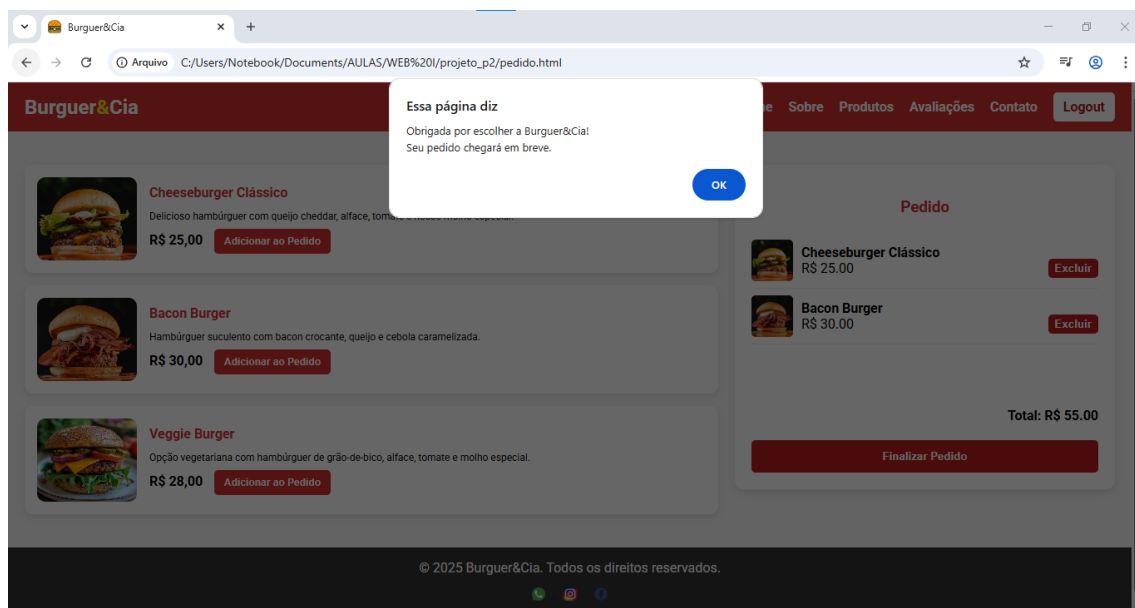 Burguer&Cia
Arquivo C:/Users/Notebook/Documents/AULAS/WEB%20I/projeto_p2/pedido.html
Burguer&Cia
Sobre Produtos Avaliações Contato Logout
Essa página diz
Obrigada por escolher a Burguer&Cia!
Seu pedido chegará em breve.
OK
Cheeseburger Clássico
Delicioso hambúrguer com queijo cheddar, alface,
R$ 25,00 Adicionar ao Pedido
Bacon Burger
Hambúrguer suculento com bacon crocante, queijo e cebola caramelizada.
R$ 30,00 Adicionar ao Pedido
Veggie Burger
Opção vegetariana com hambúrguer de grão-de-bico, alface, tomate e molho especial.
R$ 28,00 Adicionar ao Pedido
Pedido
Cheeseburger Clássico
R$ 25.00 Excluir
Bacon Burger
R$ 30.00 Excluir
Total: R$ 55.00
Finalizar Pedido
© 2025 Burguer&Cia. Todos os direitos reservados.